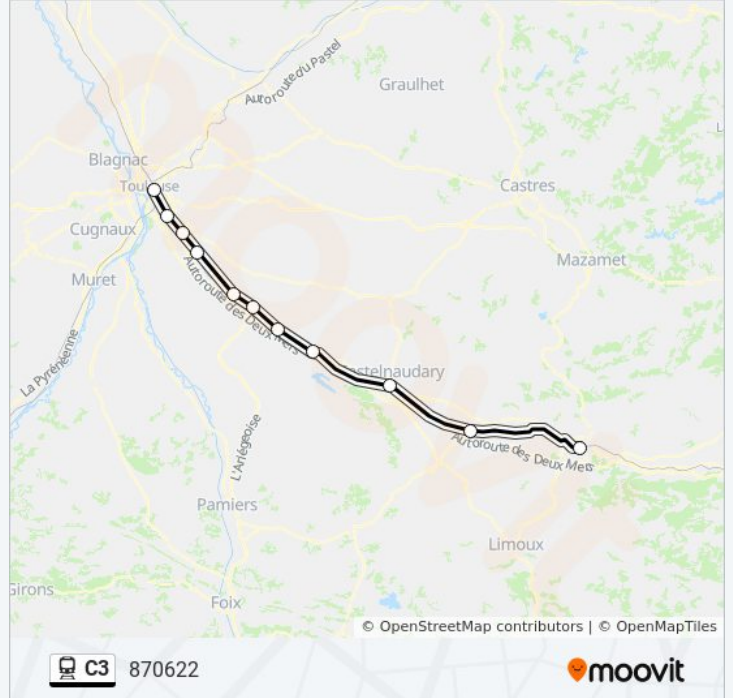 Autoroute du Pastel
Graulhet
Blagnac
Toulouse
Castres
Cugnaux
Mazamet
Muret
Autoroute des Deux Mers
La Pyrénéenne
stelnaudary
L'Ariégeoise
Autoroute des Deux Mers
Pamiers
Limoux
Girons
Foix
© OpenStreetMap contributors | © OpenMapTiles
C3 870622
moovit